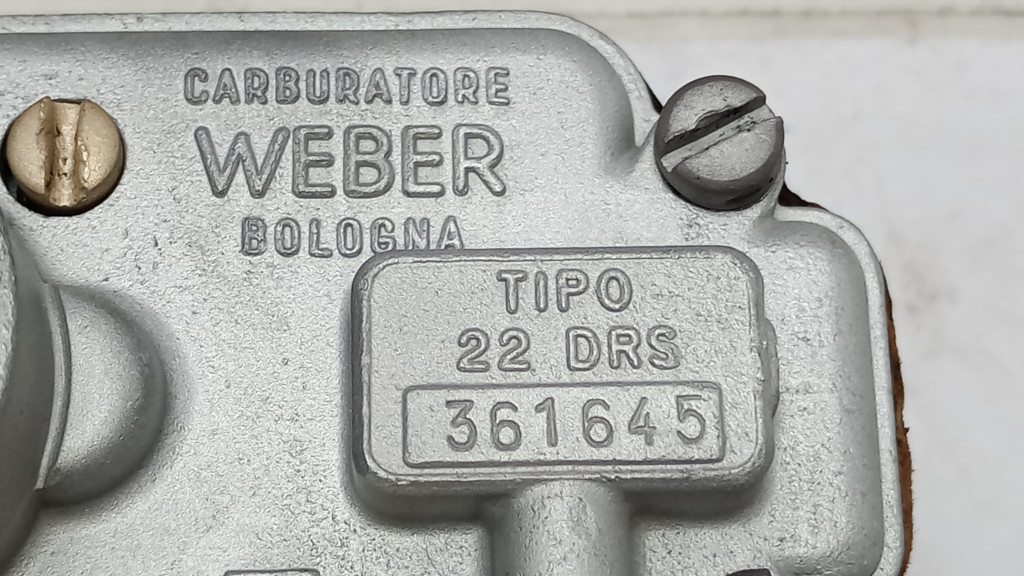 CARBURATORE
WEBER
BOLOGNA
TIPO
22 DRS
361645